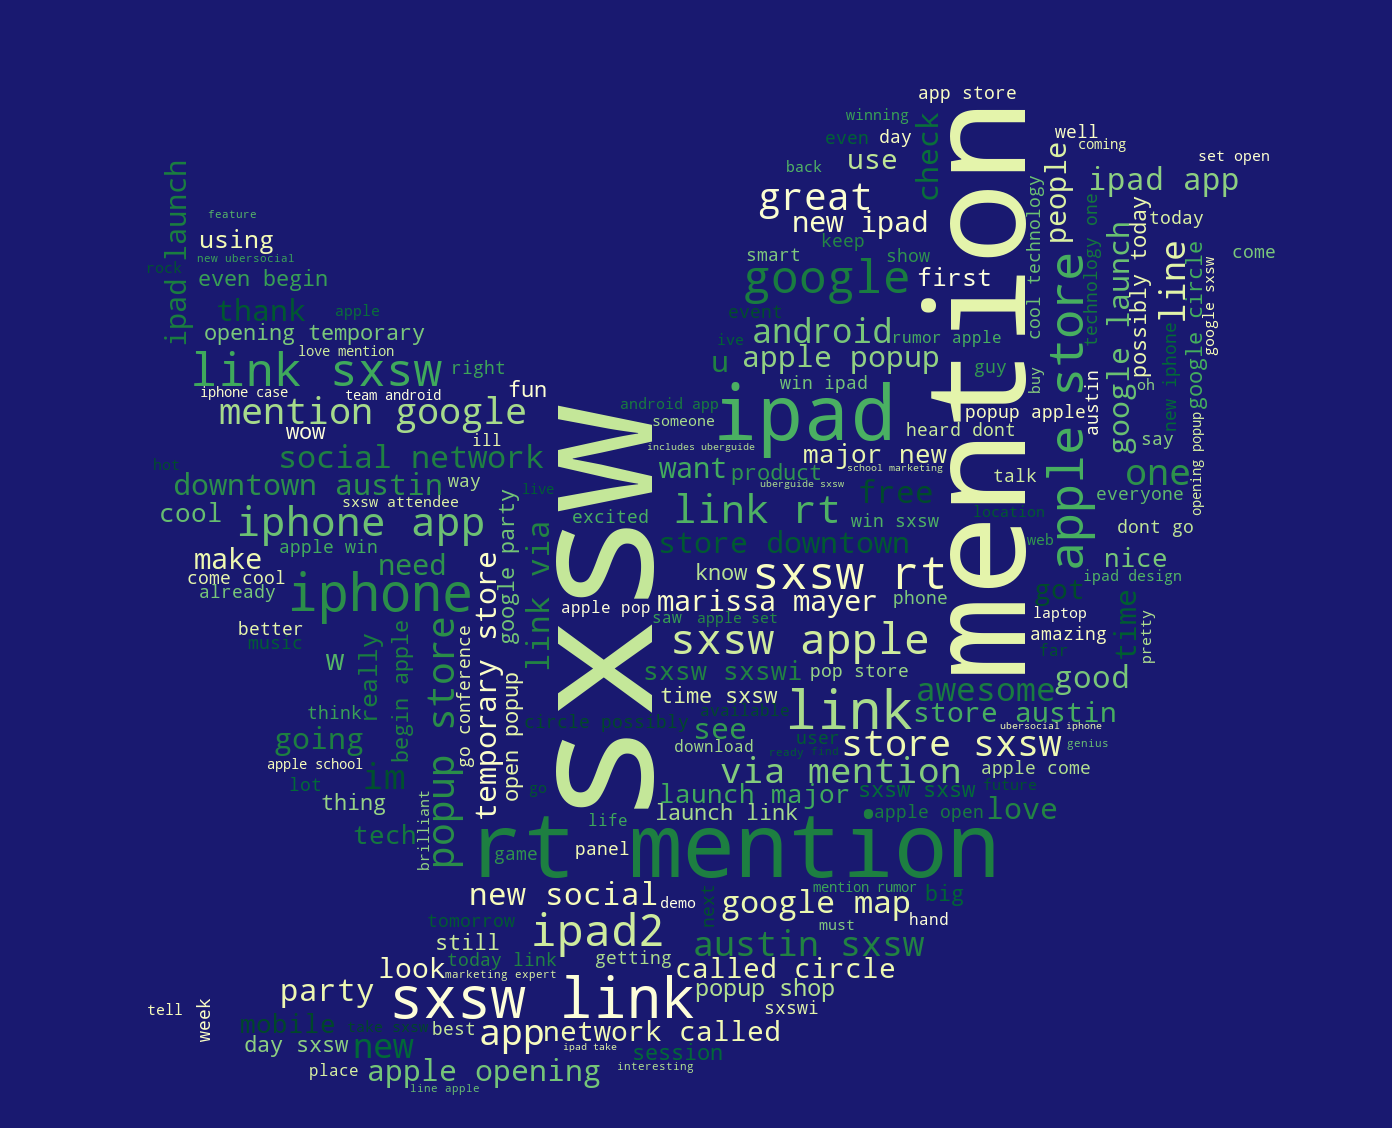 app store
winning
even
day
check
well
coming
back
use
set open
ipad launch
great
people
ipad app
feature
new ipad
mention
cool technology
technology one
possibly today
today
using
keep
new ubersocial
smart
show
google launch
line
google circle
come
rock
even begin
google
first
google sxsw
thank
apple
event
opening temporary
android
rumor apple
love mention
ive
link sxsw
right
u
apple popup
guy
apple store
new iphone
iphone case
team android
fun
win ipad
buy
austin
oh
mention google
android app
ipad
popup apple
wow
ill
someone
heard dont
say
social network
includes uberguide
major new
hot
want
product
school marketing
talk
one
opening popup
downtown austin
way
live
uberguide sxsw
free
everyone
sxsw attendee
cool
iphone app
excited
link rt
win sxsw
location
dont go
apple win
google party
link via
sxsw
store downtown
web
make
need
nice
come cool
know
sxsw rt
ipad design
already
iphone
apple pop
marissa mayer
phone
got
time
laptop
better
saw
apple set
music
sxsw apple
amazing
pretty
w
really
begin apple
popup store
go conference
temporary store
open popup
far
sxsw sxswi
pop store
good
time sxsw
awesome
think
circle possibly
available
link
store austin
going
see
user
ubersocial iphone
download
ready find
store sxsw
genius
apple school
im
via mention
apple come
lot
go
launch major
sxsw sxsw
future
thing
brilliant
launch link
apple open
love
tech
life
rt mention
game
panel
new social
demo
next
mention rumor
google map
big
tomorrow
ipad2
must
hand
still
austin sxsw
today link
getting
look
marketing expert
called circle
party
sxsw link
popup shop
tell
week
sxswi
mobile
take sxsw
best
app
network called
day sxsw
new
ipad take
session
place
apple opening
interesting
line apple